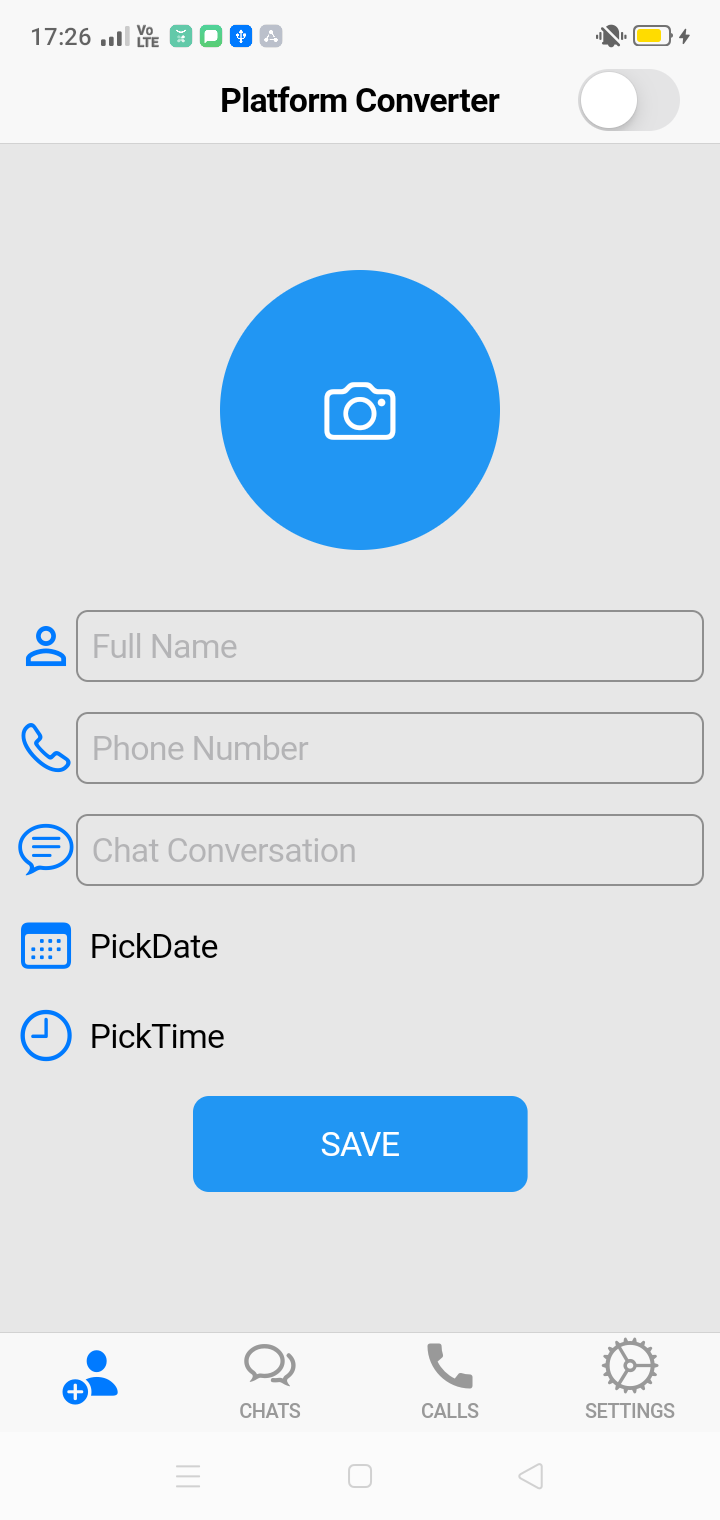 17:26 Vo LTE
Platform Converter
Full Name
Phone Number
Chat Conversation
PickDate
PickTime
SAVE
CHATS CALLS SETTINGS